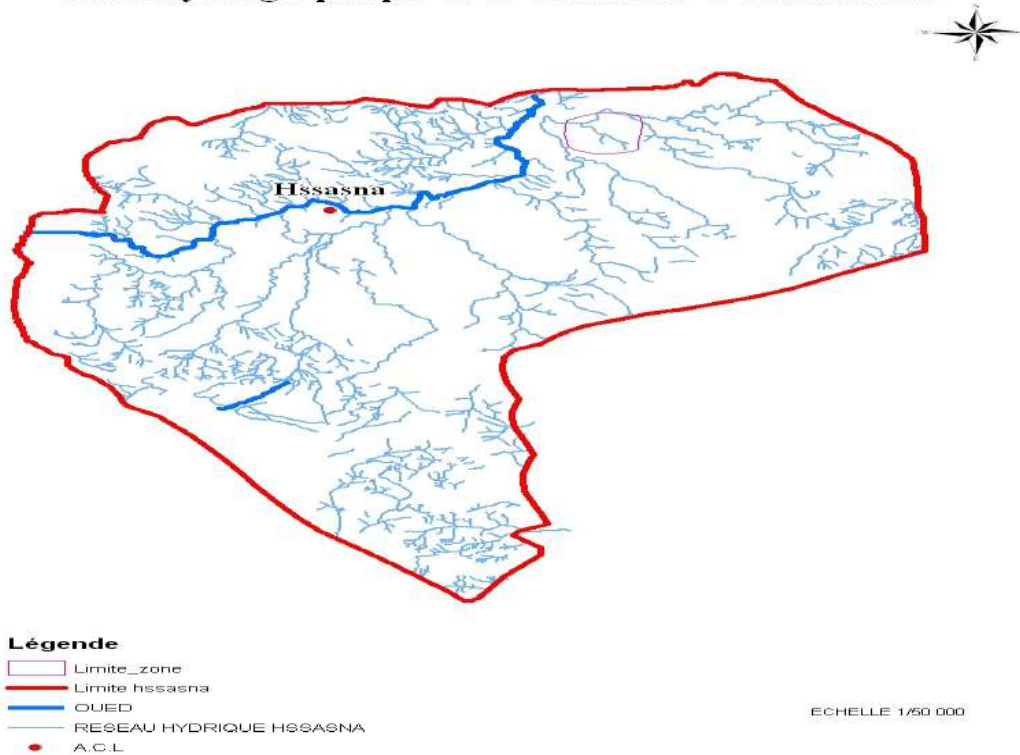 Hssasna
Légende
Limite_zone
Limite hssasna
OUED
RESEAU HYDRIQUE HSSASNA
A.C.L
ECHELLE 1/50 000